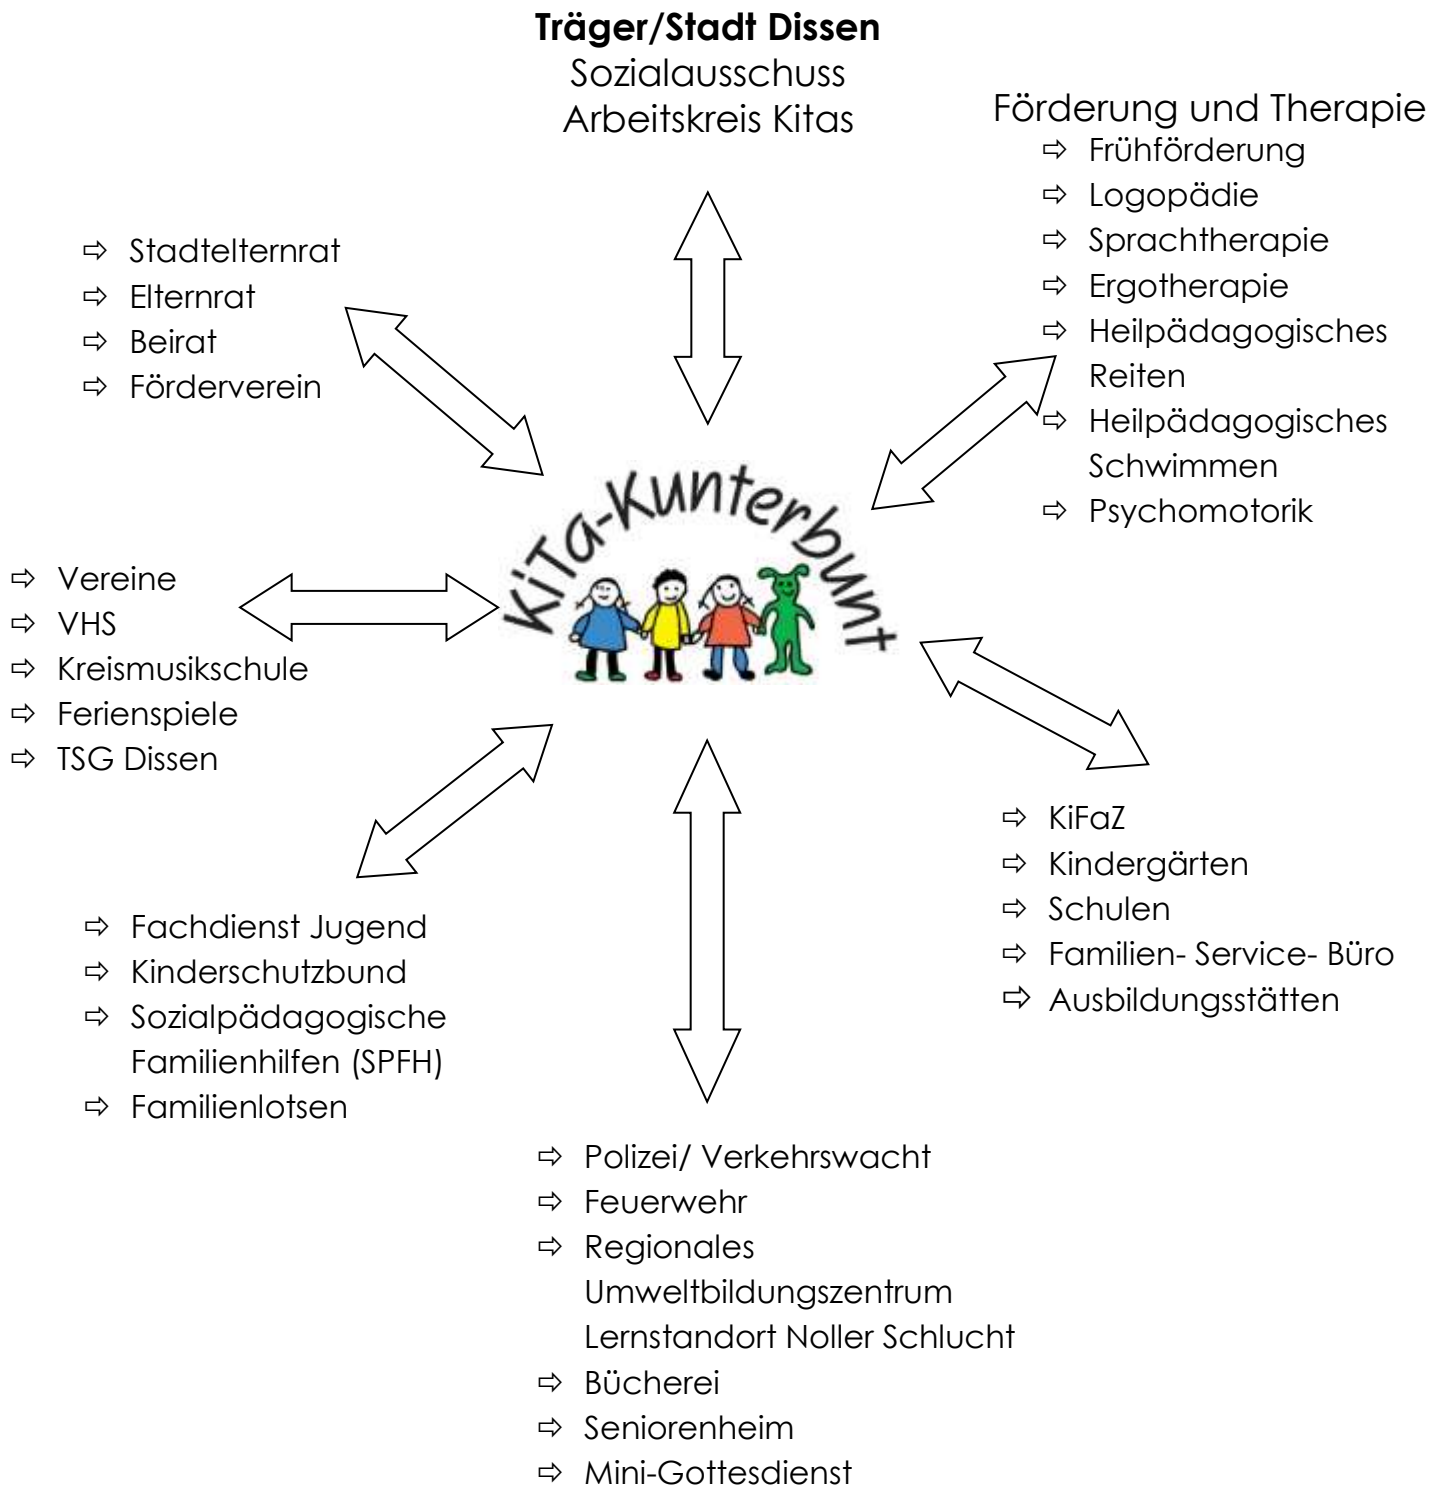 Träger/Stadt Dissen
Sozialausschuss
Arbeitskreis Kitas
Förderung und Therapie
⇨ Frühförderung
⇨ Logopädie
⇨ Sprachtherapie
⇨ Ergotherapie
⇨ Heilpädagogisches
Reiten
⇨ Heilpädagogisches
Schwimmen
⇨ Psychomotorik
⇨ Stadtelternrat
⇨ Elternrat
⇨ Beirat
⇨ Förderverein
KiTa-Kunterbunt
⇨ Vereine
⇨ VHS
⇨ Kreismusikschule
⇨ Ferienspiele
⇨ TSG Dissen
⇨ KiFaZ
⇨ Kindergärten
⇨ Schulen
⇨ Familien- Service- Büro
⇨ Ausbildungsstätten
⇨ Fachdienst Jugend
⇨ Kinderschutzbund
⇨ Sozialpädagogische
Familienhilfen (SPFH)
⇨ Familienlotsen
⇨ Polizei/ Verkehrswacht
⇨ Feuerwehr
⇨ Regionales
Umweltbildungszentrum
Lernstandort Noller Schlucht
⇨ Bücherei
⇨ Seniorenheim
⇨ Mini-Gottesdienst